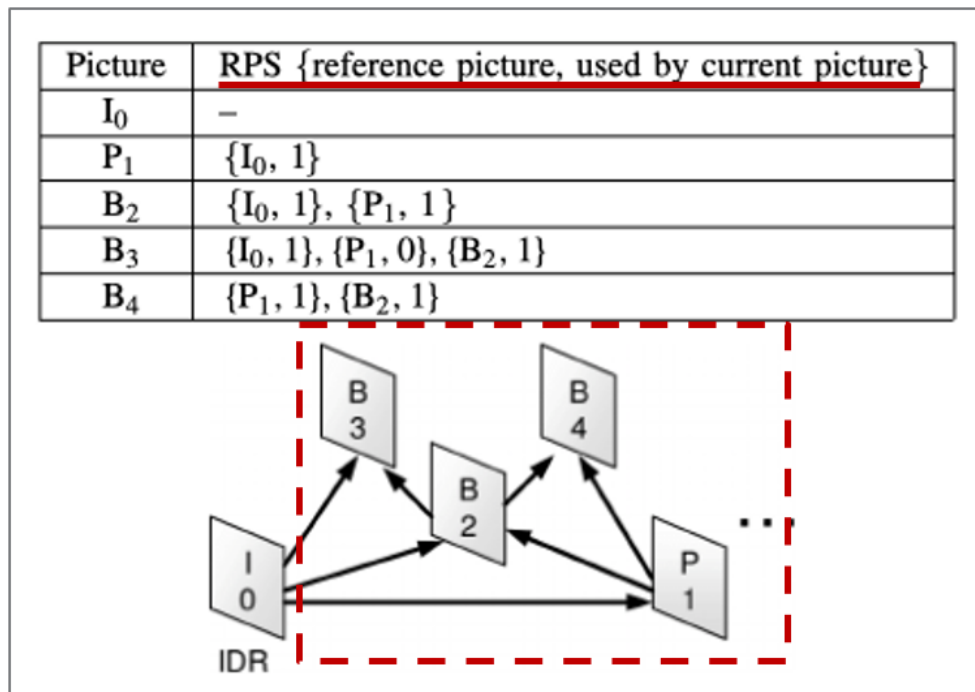 Picture RPS {reference picture, used by current picture}
I₀ –
P₁ {I₀, 1}
B₂ {I₀, 1}, {P₁, 1 }
B₃ {I₀, 1}, {P₁, 0}, {B₂, 1}
B₄ {P₁, 1}, {B₂, 1}
B
3
B
4
B
2
I
0
P
1
...
IDR